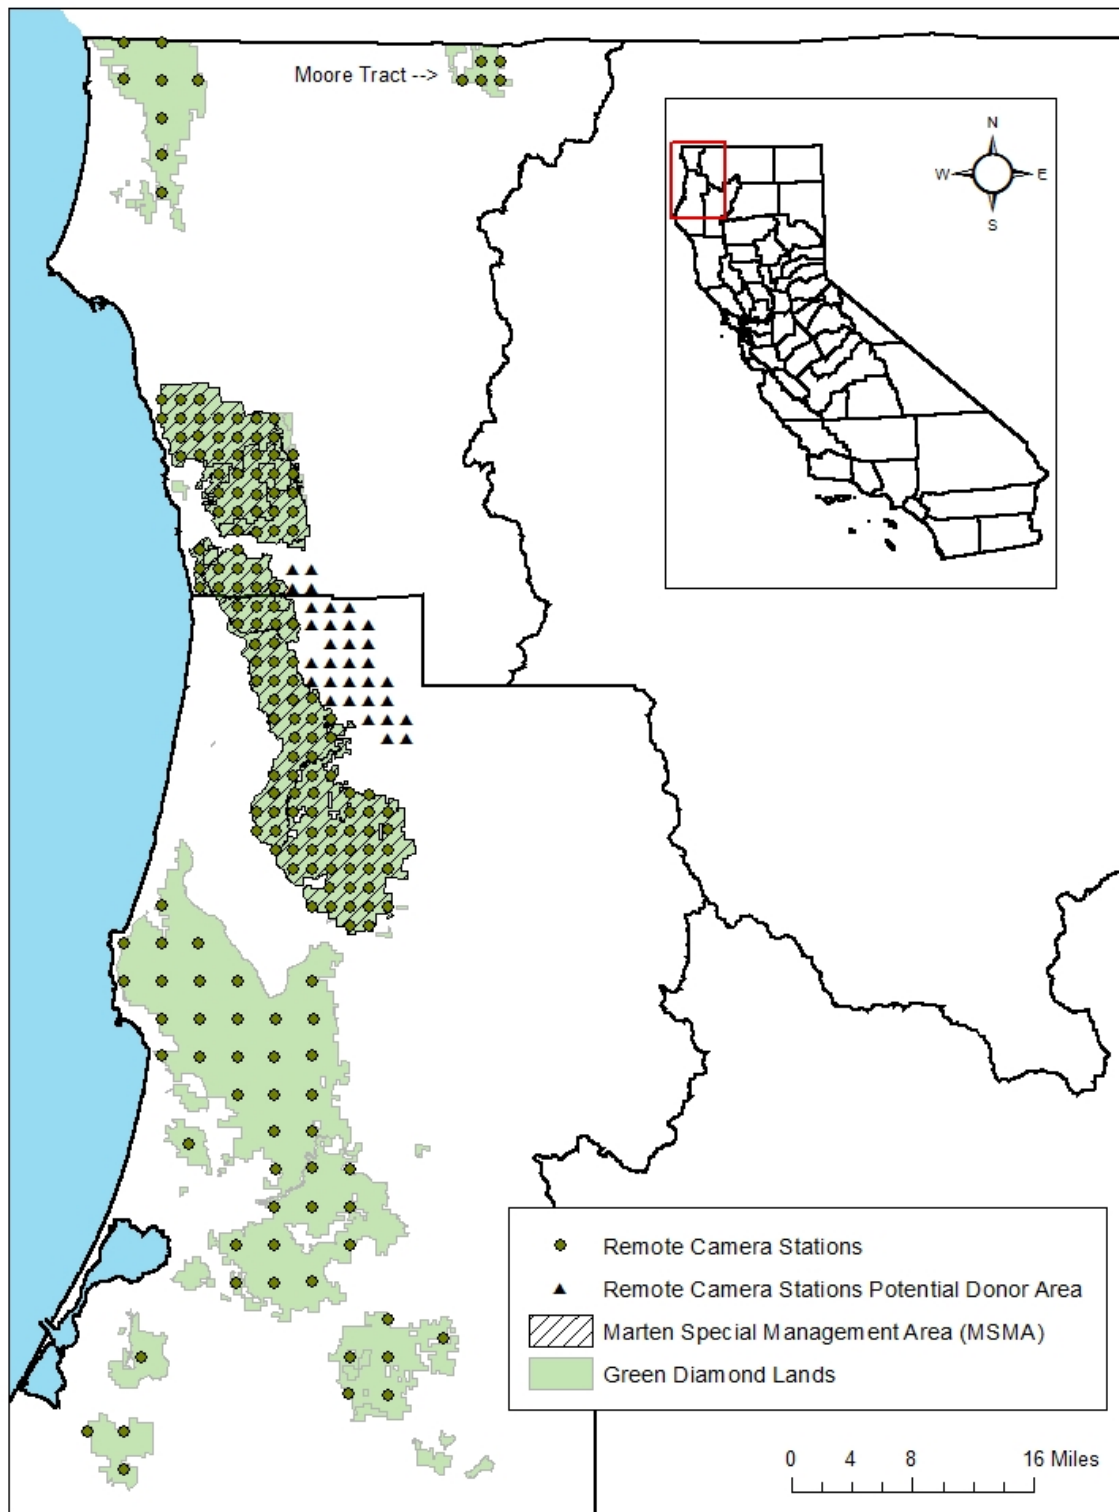 Moore Tract -->
N
W
E
S
Remote Camera Stations
Remote Camera Stations Potential Donor Area
Marten Special Management Area (MSMA)
Green Diamond Lands
0 4 8 16 Miles